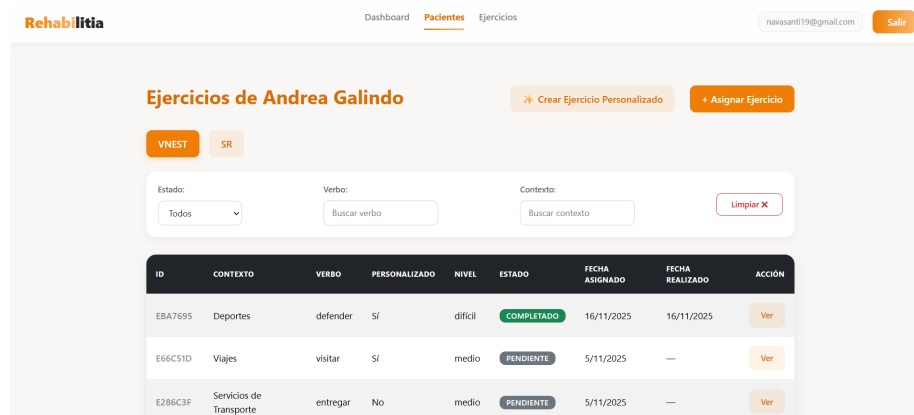 Rehabilitia
Dashboard Pacientes Ejercicios
navasanti19@gmail.com
Salir
Ejercicios de Andrea Galindo
✨ Crear Ejercicio Personalizado
+ Asignar Ejercicio
VNEST SR
Estado: Verbo: Contexto:
Todos Buscar verbo Buscar contexto Limpiar ✕
ID CONTEXTO VERBO PERSONALIZADO NIVEL ESTADO FECHA ASIGNADO FECHA REALIZADO ACCIÓN
EBA7695 Deportes defender Sí difícil COMPLETADO 16/11/2025 16/11/2025 Ver
E66C51D Viajes visitar Sí medio PENDIENTE 5/11/2025 — Ver
E286C3F Servicios de Transporte entregar No medio PENDIENTE 5/11/2025 — Ver